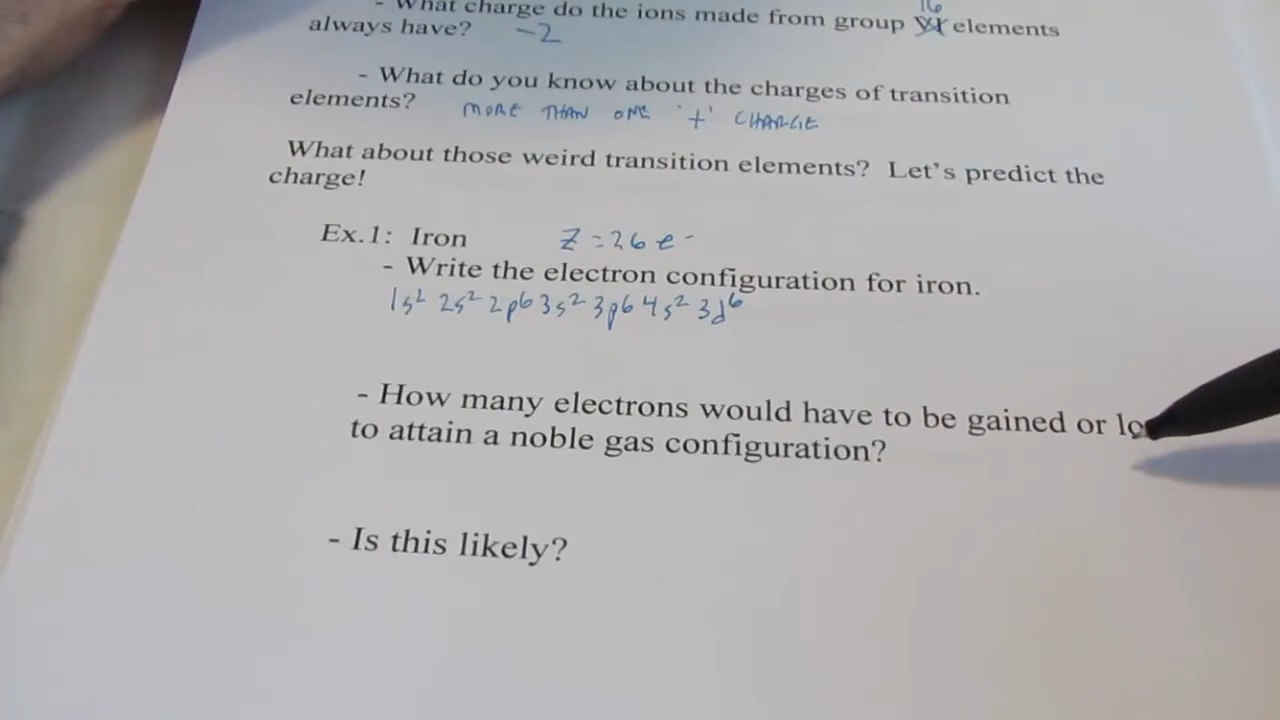 - What charge do the ions made from group 16 elements
always have? -2
- What do you know about the charges of transition
elements? MORE THAN ONE '+' CHARGE
What about those weird transition elements? Let's predict the
charge!
Ex.1: Iron Z = 26 e-
- Write the electron configuration for iron.
1s² 2s² 2p6 3s² 3p6 4s² 3d6
- How many electrons would have to be gained or
to attain a noble gas configuration?
- Is this likely?